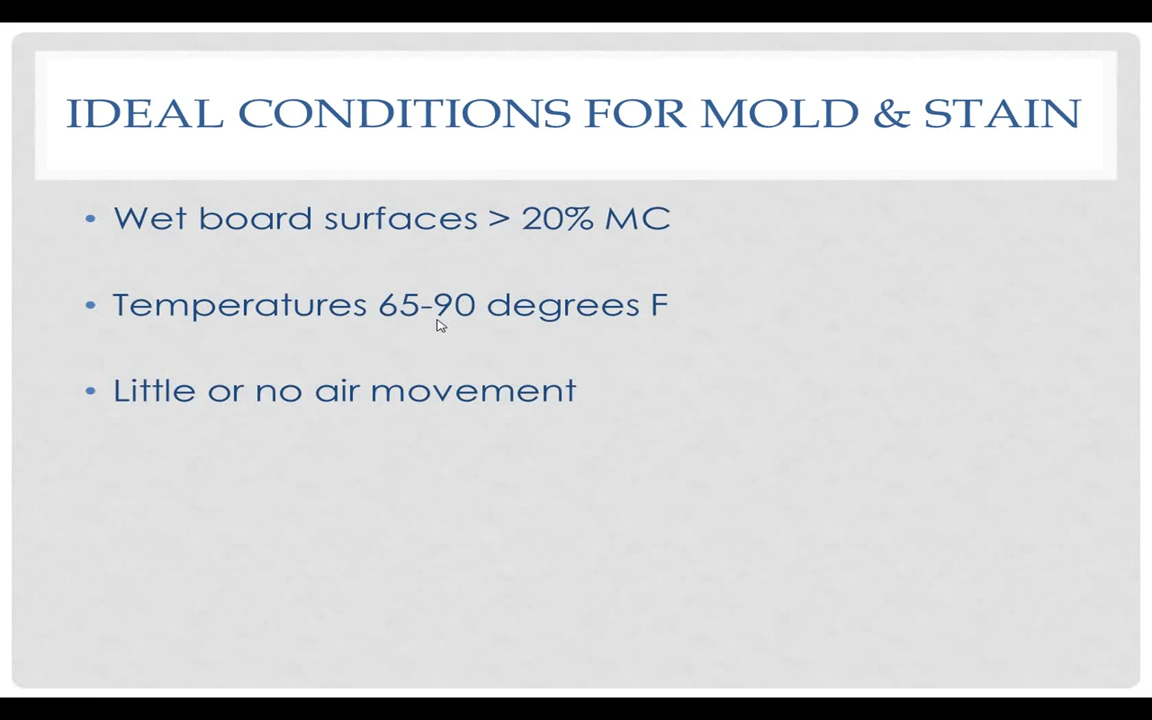 IDEAL CONDITIONS FOR MOLD & STAIN
• Wet board surfaces > 20% MC
• Temperatures 65-90 degrees F
• Little or no air movement